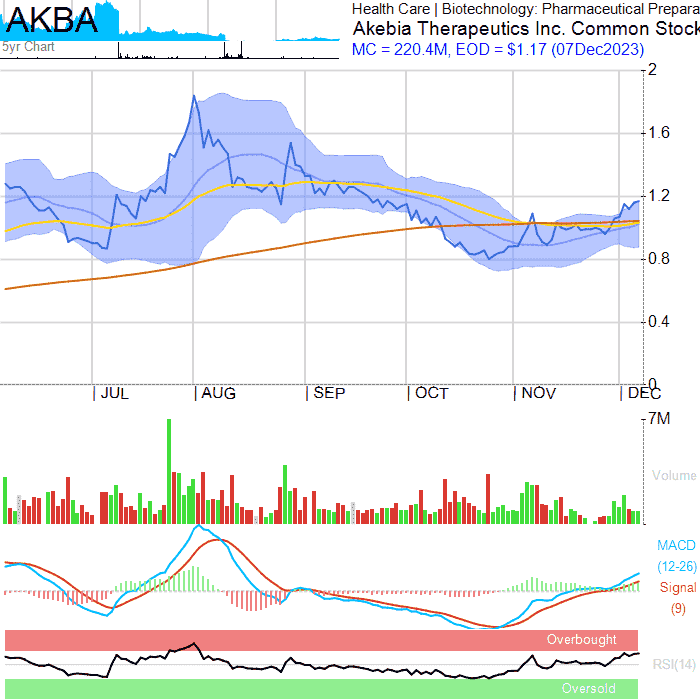 AKBA
5yr Chart
Health Care | Biotechnology: Pharmaceutical Prepara
Akebia Therapeutics Inc. Common Stock
MC = 220.4M, EOD = $1.17 (07Dec2023)
2
1.6
1.2
0.8
0.4
0
JUL AUG SEP OCT NOV DEC
7M
Volume
MACD
(12-26)
Signal
(9)
Overbought
RSI(14)
Oversold